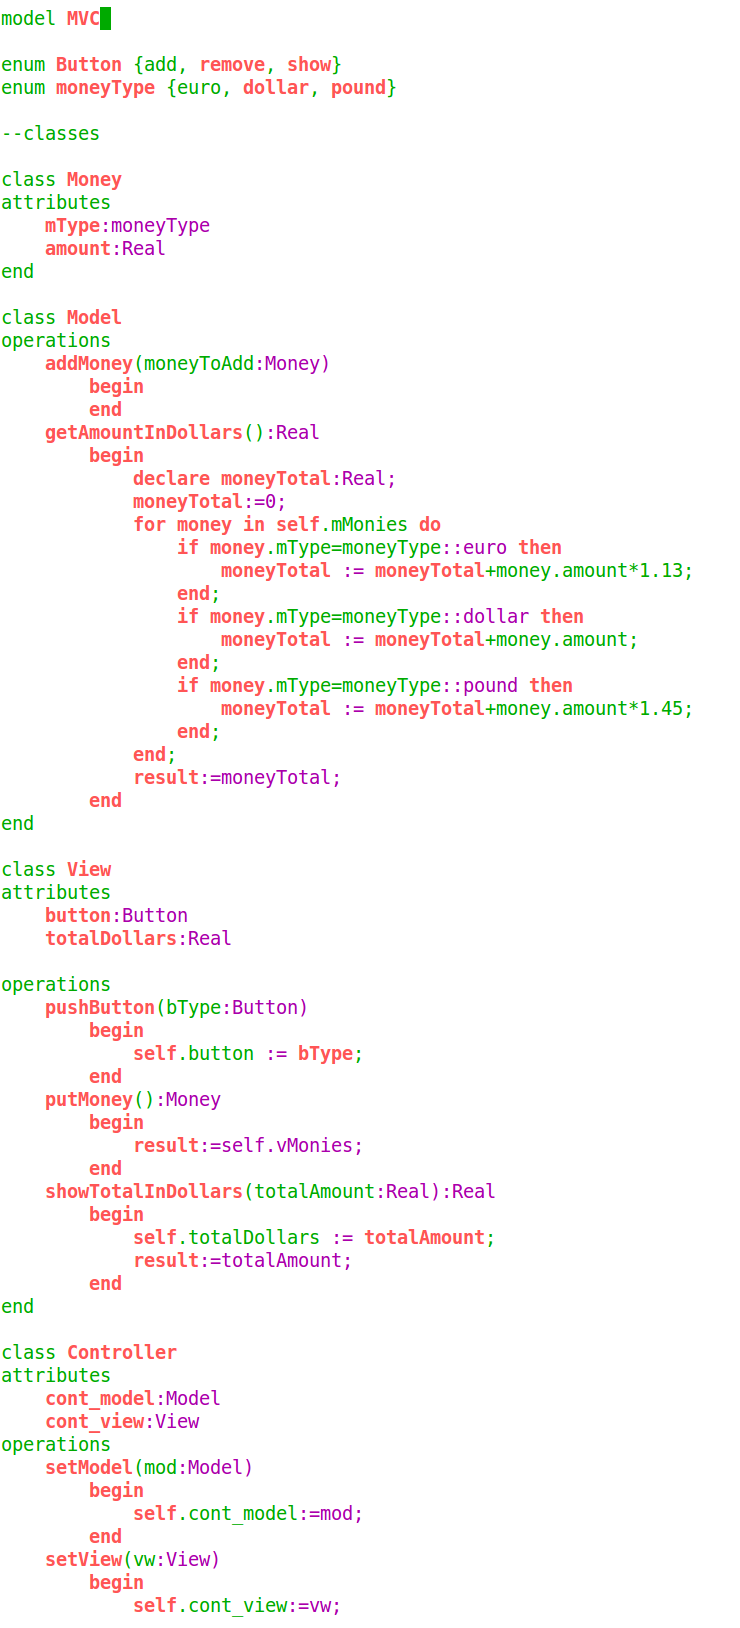 model MVC

enum Button {add, remove, show}
enum moneyType {euro, dollar, pound}

--classes

class Money
attributes
    mType:moneyType
    amount:Real
end

class Model
operations
    addMoney(moneyToAdd:Money)
        begin
        end
    getAmountInDollars():Real
        begin
            declare moneyTotal:Real;
            moneyTotal:=0;
            for money in self.mMonies do
                if money.mType=moneyType::euro then
                    moneyTotal := moneyTotal+money.amount*1.13;
                end;
                if money.mType=moneyType::dollar then
                    moneyTotal := moneyTotal+money.amount;
                end;
                if money.mType=moneyType::pound then
                    moneyTotal := moneyTotal+money.amount*1.45;
                end;
            end;
            result:=moneyTotal;
        end
end

class View
attributes
    button:Button
    totalDollars:Real

operations
    pushButton(bType:Button)
        begin
            self.button := bType;
        end
    putMoney():Money
        begin
            result:=self.vMonies;
        end
    showTotalInDollars(totalAmount:Real):Real
        begin
            self.totalDollars := totalAmount;
            result:=totalAmount;
        end
end

class Controller
attributes
    cont_model:Model
    cont_view:View
operations
    setModel(mod:Model)
        begin
            self.cont_model:=mod;
        end
    setView(vw:View)
        begin
            self.cont_view:=vw;